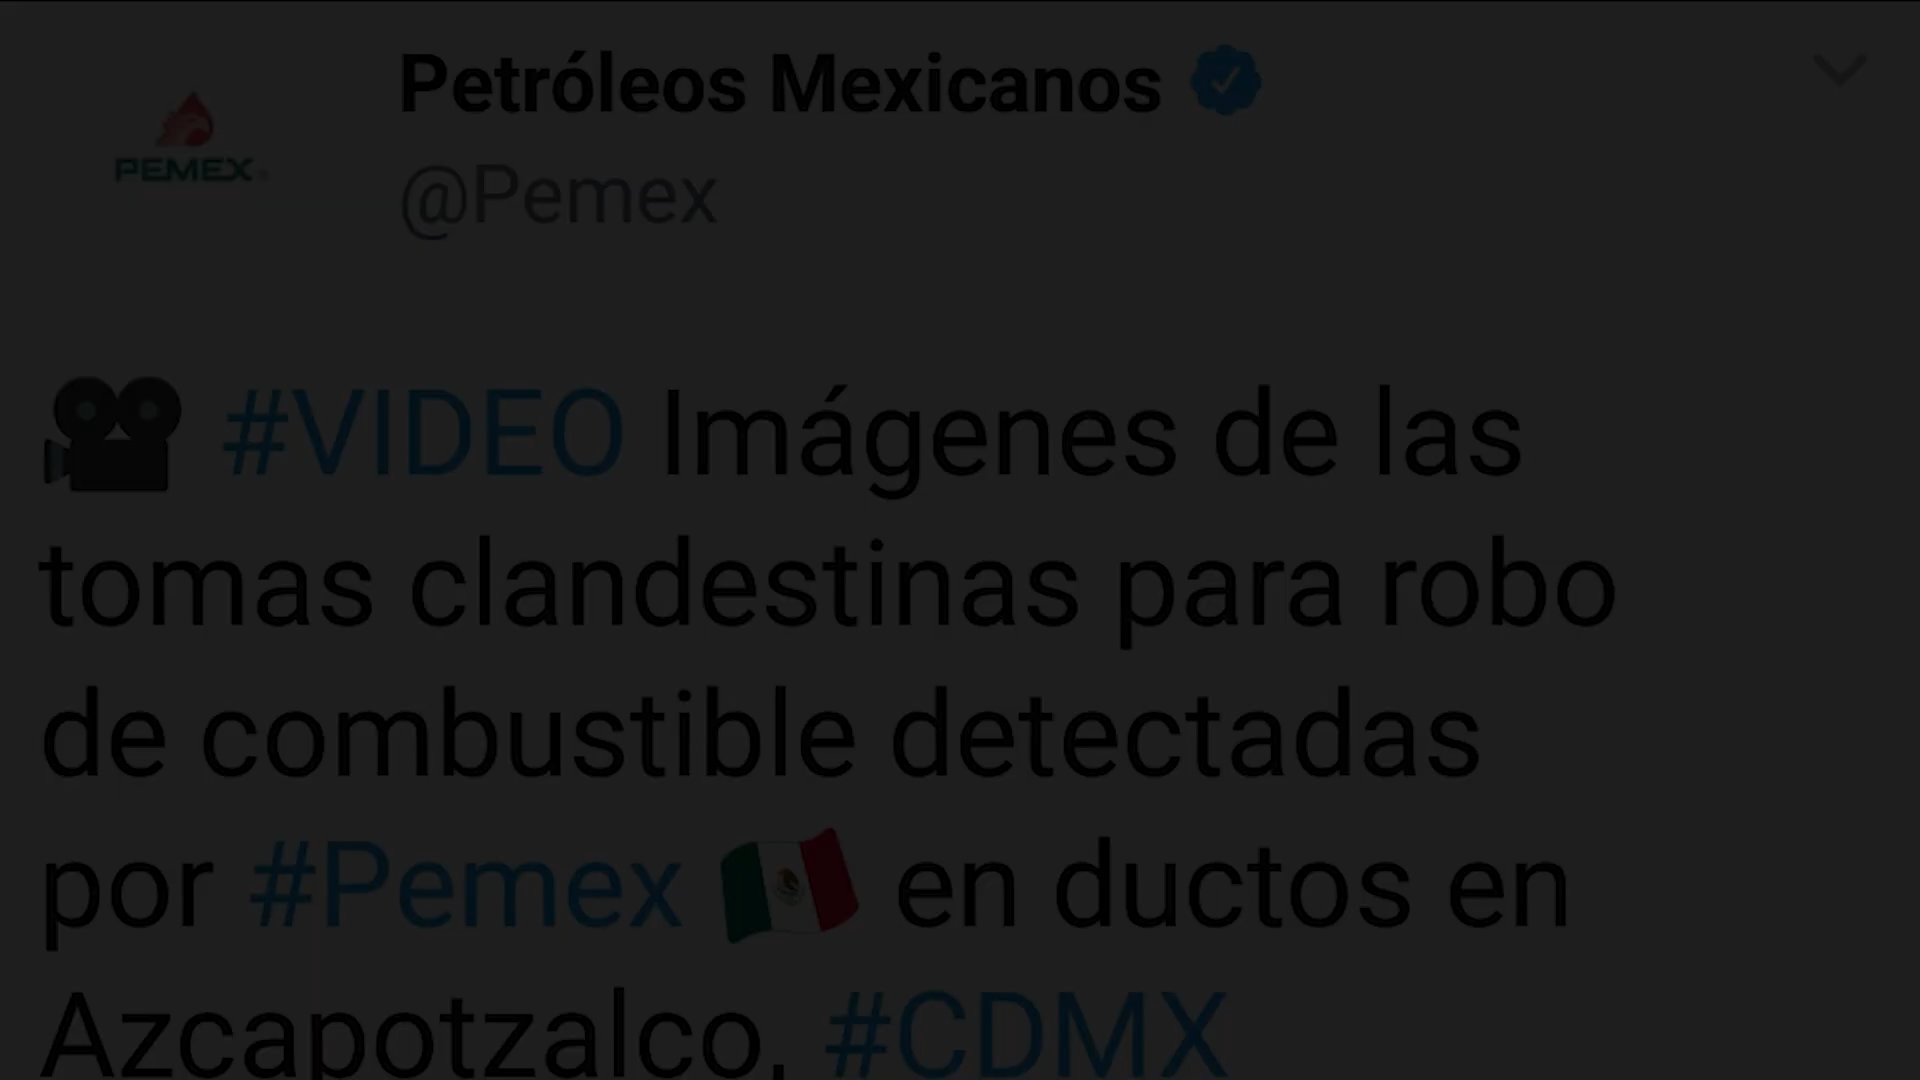 Petróleos Mexicanos
PEMEX
@Pemex
#VIDEO Imágenes de las
tomas clandestinas para robo
de combustible detectadas
por #Pemex en ductos en
Azcapotzalco, #CDMX